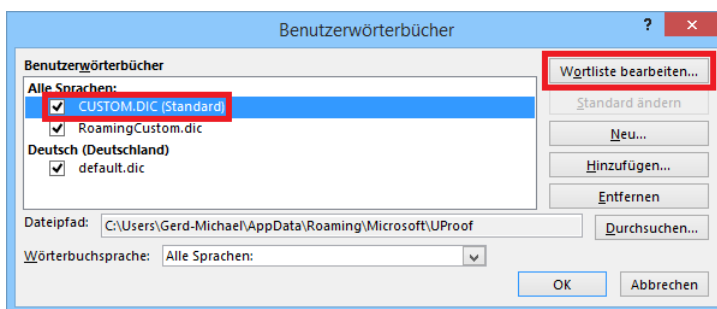 Benutzerwörterbücher
? ×
Benutzerwörterbücher
Alle Sprachen:
CUSTOM.DIC (Standard)
RoamingCustom.dic
Deutsch (Deutschland)
default.dic
Wortliste bearbeiten...
Standard ändern
Neu...
Hinzufügen...
Entfernen
Dateipfad: C:\Users\Gerd-Michael\AppData\Roaming\Microsoft\UProof Durchsuchen...
Wörterbuchsprache: Alle Sprachen:
OK Abbrechen